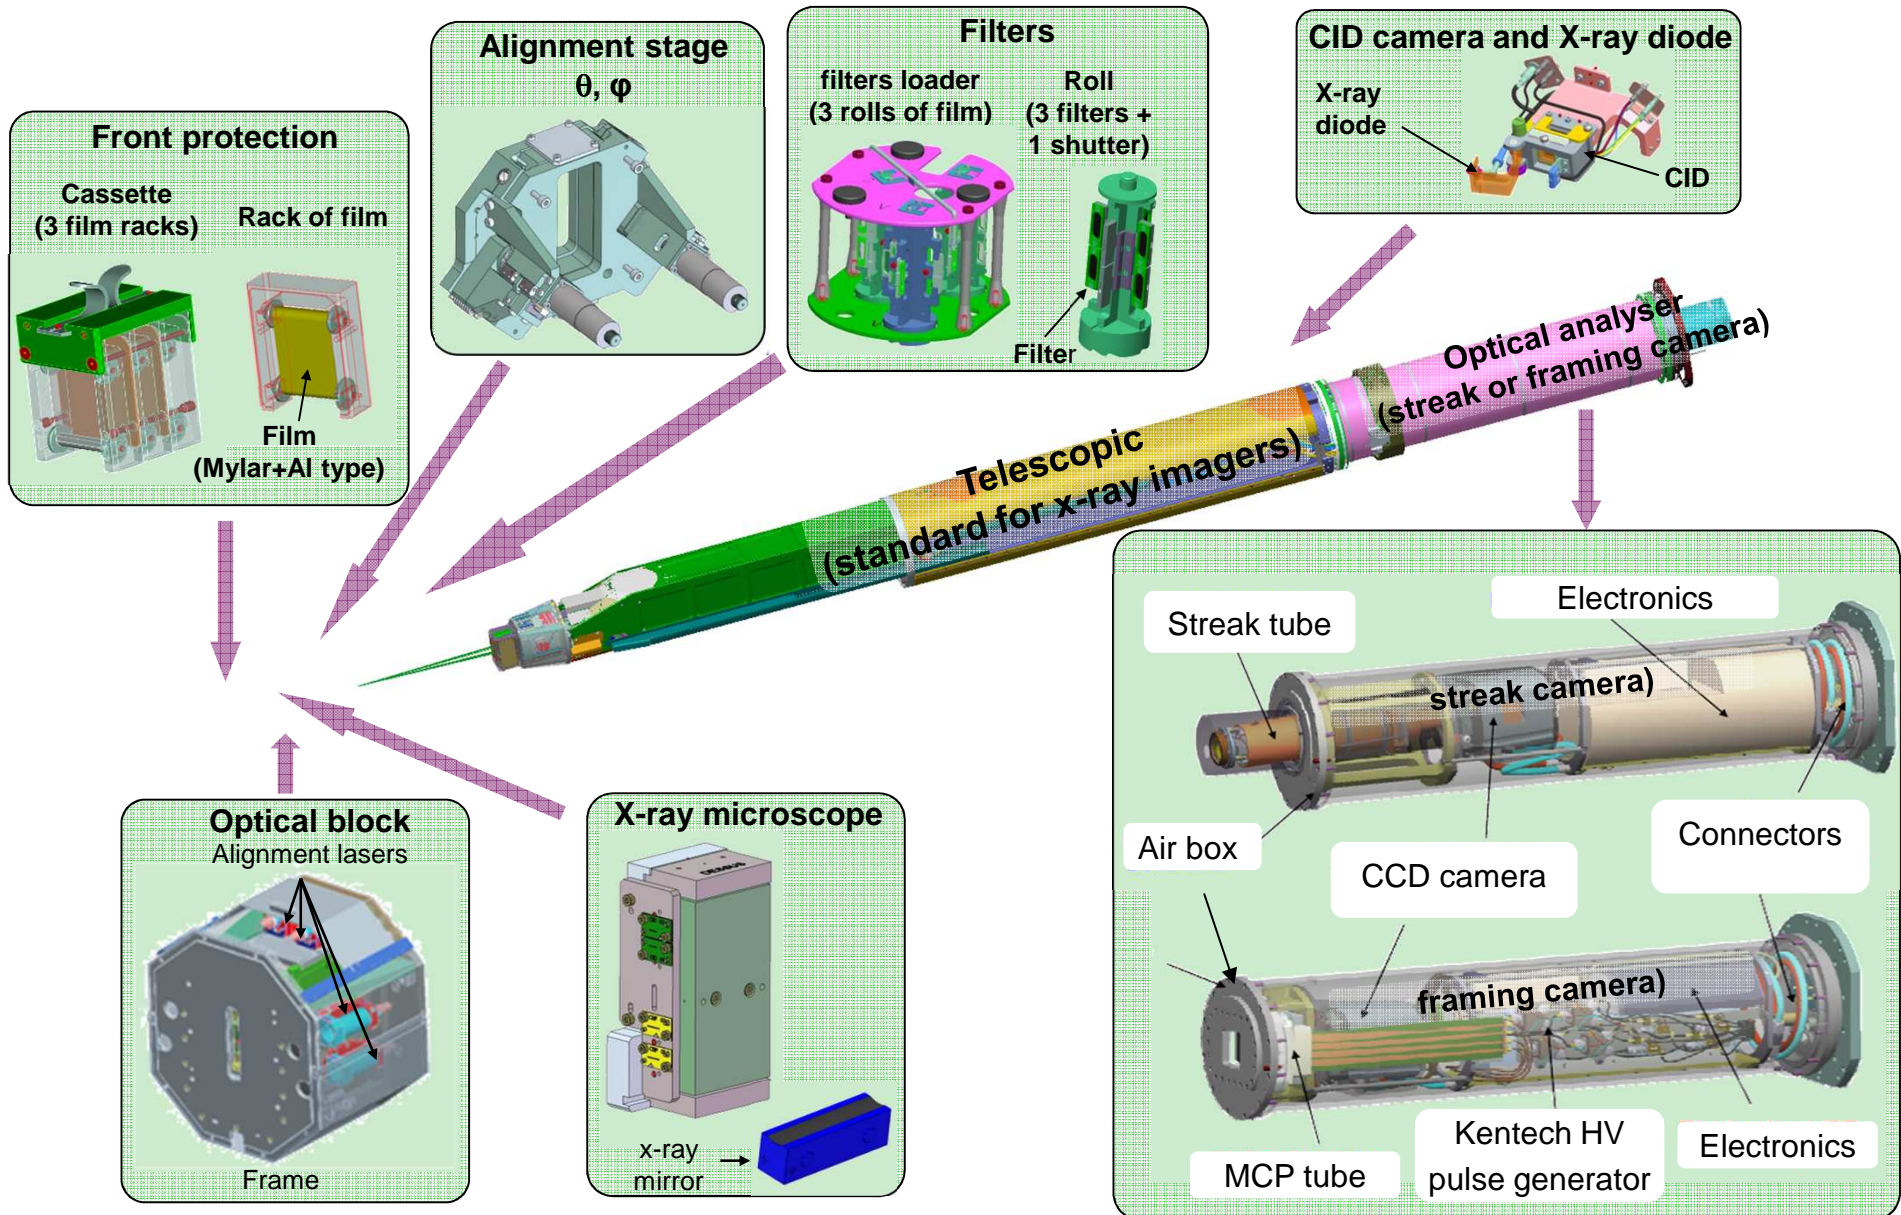 Front protection
Cassette
(3 film racks)
Rack of film
Film
(Mylar+Al type)
Alignment stage
θ, φ
Filters
filters loader
(3 rolls of film)
Roll
(3 filters +
1 shutter)
Filter
CID camera and X-ray diode
X-ray
diode
CID
Telescopic
(standard for x-ray imagers)
Optical analyser
(streak or framing camera)
Optical block
Alignment lasers
Frame
X-ray microscope
DESSUS
x-ray
mirror
Streak tube
Electronics
streak camera)
Air box
CCD camera
Connectors
framing camera)
MCP tube
Kentech HV
pulse generator
Electronics